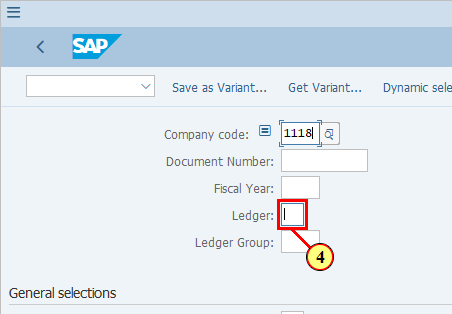 SAP
Save as Variant... Get Variant... Dynamic sele
Company code: 1118
Document Number:
Fiscal Year:
Ledger:
Ledger Group:
4
General selections